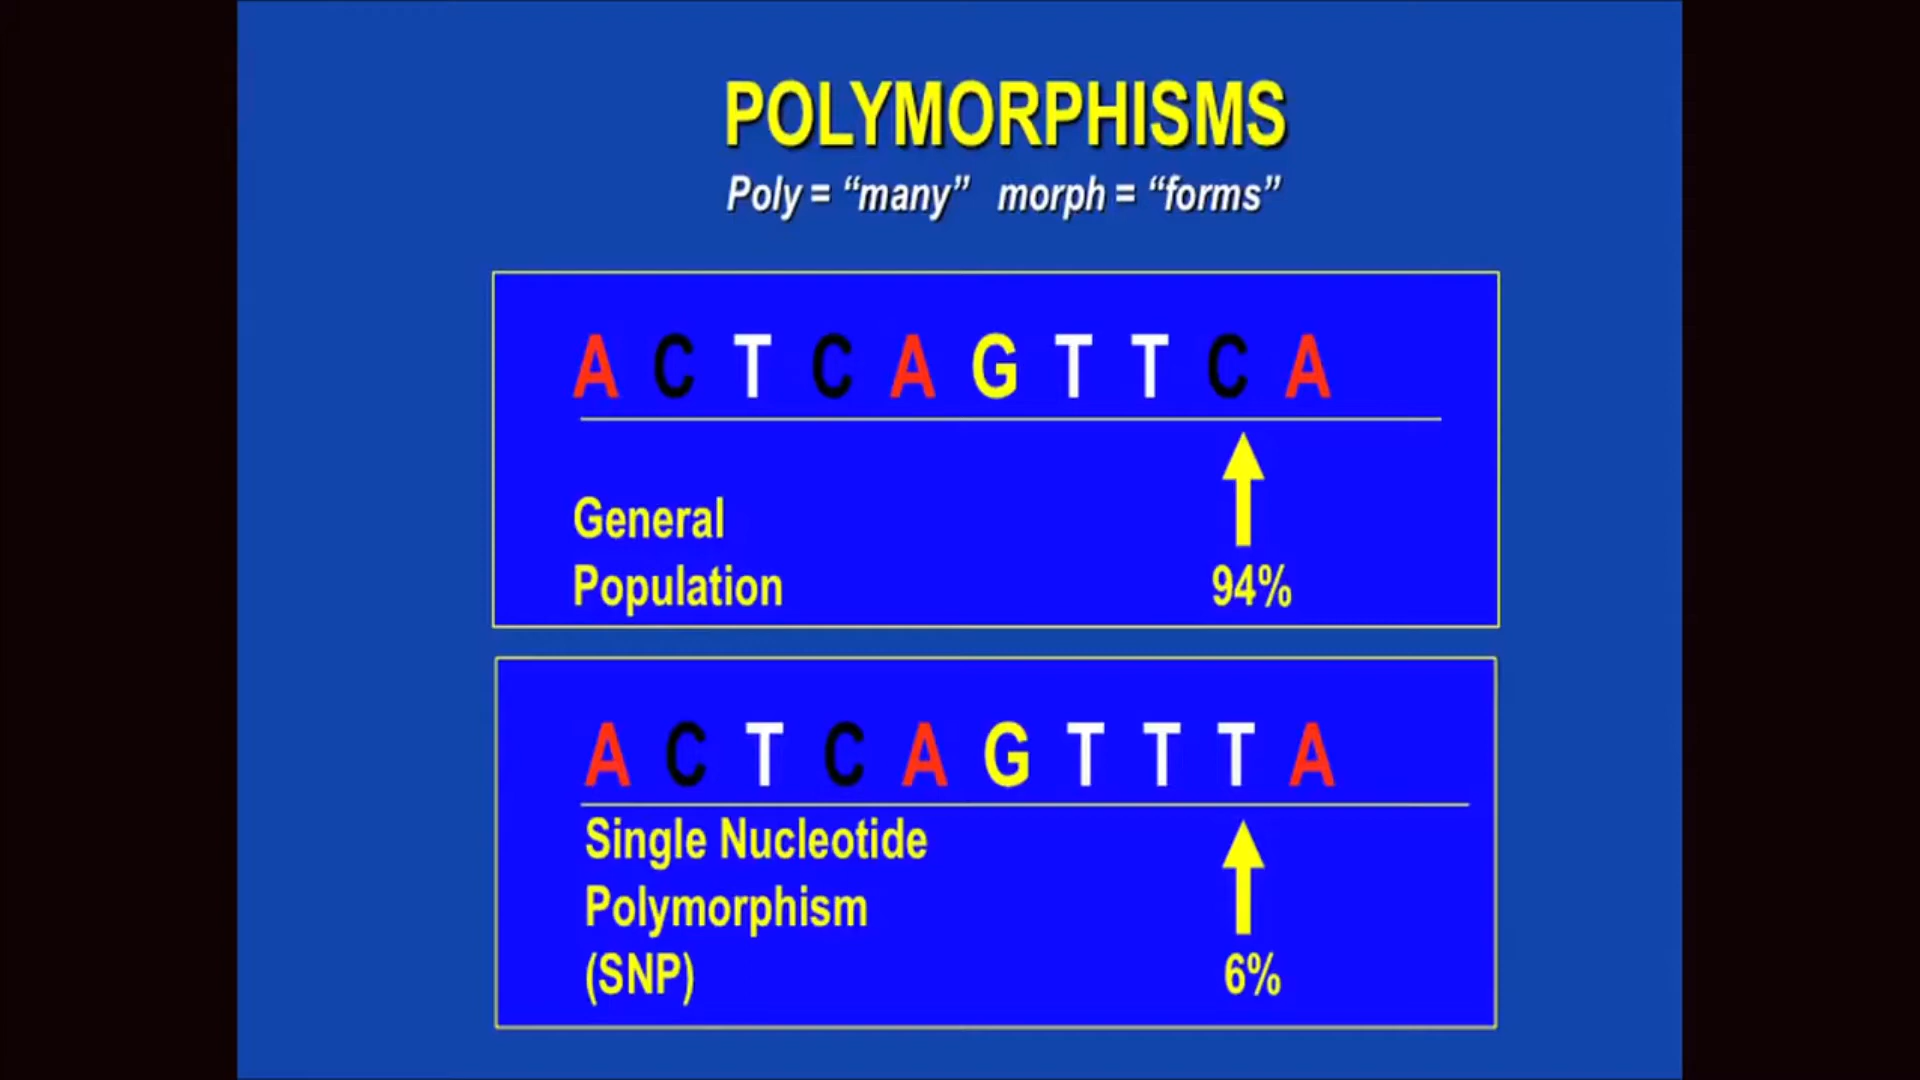 POLYMORPHISMS
Poly = “many” morph = “forms”
A C T C A G T T C A
General
Population
94%
A C T C A G T T T A
Single Nucleotide
Polymorphism
(SNP)
6%